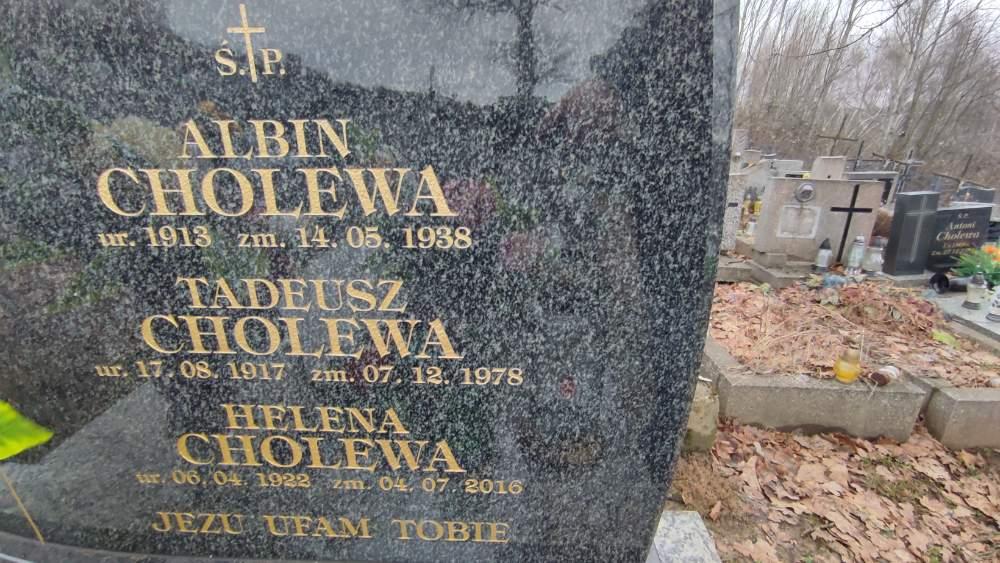 Ś. P.
ALBIN
CHOLEWA
ur. 1913 zm. 14. 05. 1938
TADEUSZ
CHOLEWA
ur. 17. 08. 1917 zm. 07. 12. 1978
HELENA
CHOLEWA
ur. 06. 04. 1922 zm. 04. 07. 2016
JEZU UFAM TOBIE
Ś.P.
Antoni
Cholewa